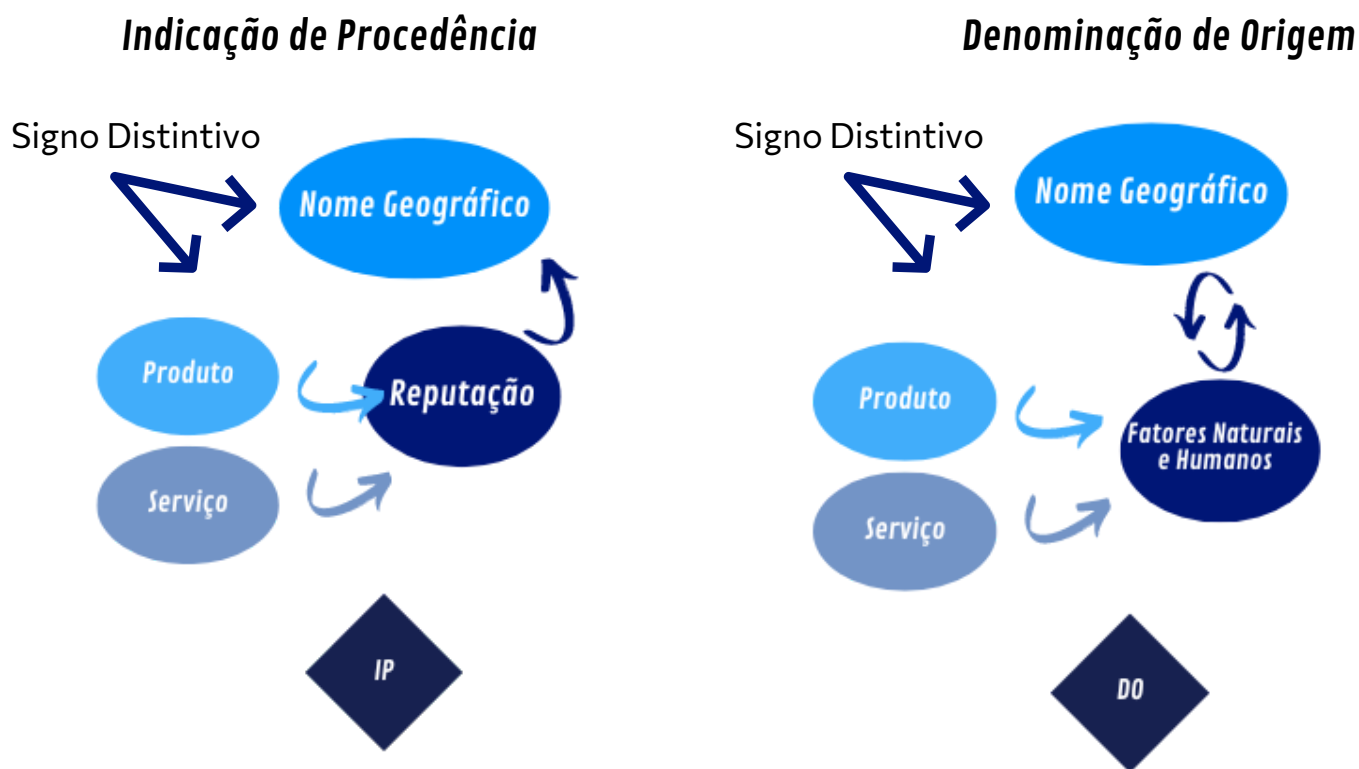 Indicação de Procedência
Signo Distintivo
Nome Geográfico
Produto
Reputação
Serviço
IP
Denominação de Origem
Signo Distintivo
Nome Geográfico
Produto
Fatores Naturais
e Humanos
Serviço
DO